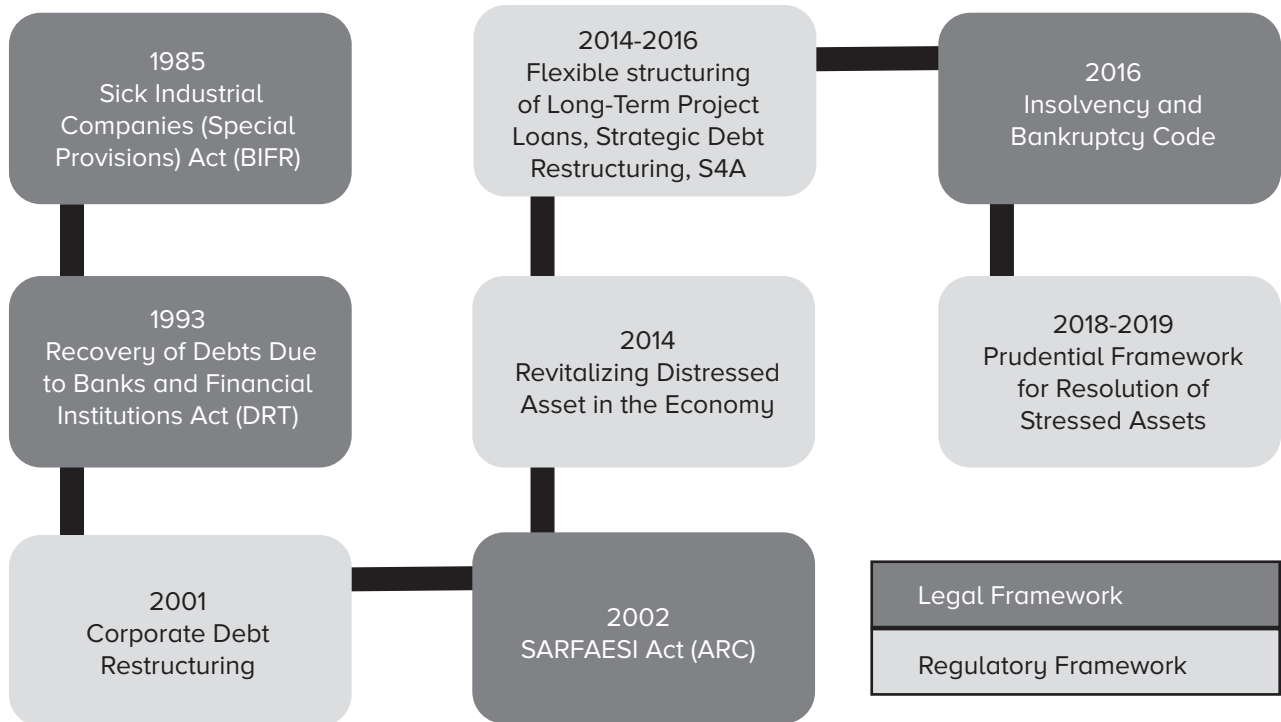 1985
Sick Industrial
Companies (Special
Provisions) Act (BIFR)
1993
Recovery of Debts Due
to Banks and Financial
Institutions Act (DRT)
2001
Corporate Debt
Restructuring
2002
SARFAESI Act (ARC)
2014
Revitalizing Distressed
Asset in the Economy
2014-2016
Flexible structuring
of Long-Term Project
Loans, Strategic Debt
Restructuring, S4A
2016
Insolvency and
Bankruptcy Code
2018-2019
Prudential Framework
for Resolution of
Stressed Assets
Legal Framework
Regulatory Framework